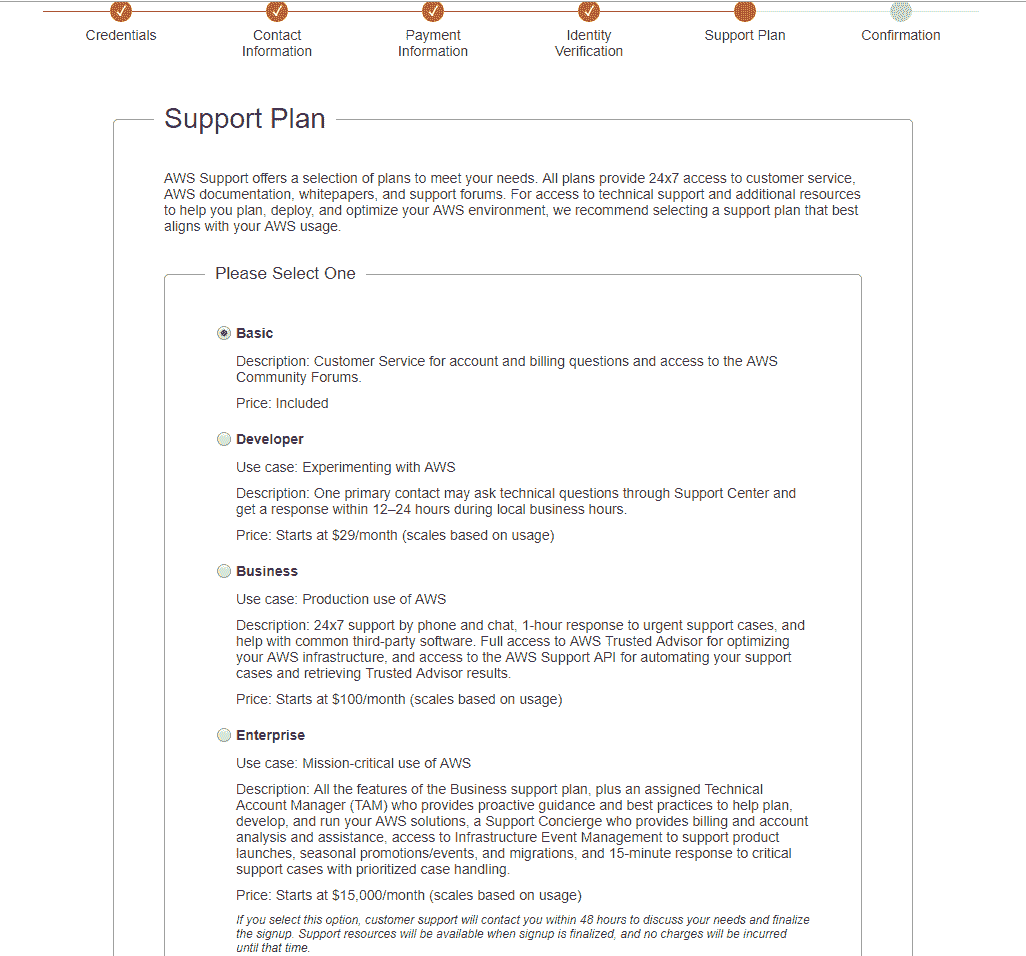 Credentials
Contact
Information
Payment
Information
Identity
Verification
Support Plan
Confirmation
Support Plan
AWS Support offers a selection of plans to meet your needs. All plans provide 24x7 access to customer service,
AWS documentation, whitepapers, and support forums. For access to technical support and additional resources
to help you plan, deploy, and optimize your AWS environment, we recommend selecting a support plan that best
aligns with your AWS usage.
Please Select One
Basic
Description: Customer Service for account and billing questions and access to the AWS
Community Forums.
Price: Included
Developer
Use case: Experimenting with AWS
Description: One primary contact may ask technical questions through Support Center and
get a response within 12–24 hours during local business hours.
Price: Starts at $29/month (scales based on usage)
Business
Use case: Production use of AWS
Description: 24x7 support by phone and chat, 1-hour response to urgent support cases, and
help with common third-party software. Full access to AWS Trusted Advisor for optimizing
your AWS infrastructure, and access to the AWS Support API for automating your support
cases and retrieving Trusted Advisor results.
Price: Starts at $100/month (scales based on usage)
Enterprise
Use case: Mission-critical use of AWS
Description: All the features of the Business support plan, plus an assigned Technical
Account Manager (TAM) who provides proactive guidance and best practices to help plan,
develop, and run your AWS solutions, a Support Concierge who provides billing and account
analysis and assistance, access to Infrastructure Event Management to support product
launches, seasonal promotions/events, and migrations, and 15-minute response to critical
support cases with prioritized case handling.
Price: Starts at $15,000/month (scales based on usage)
If you select this option, customer support will contact you within 48 hours to discuss your needs and finalize
the signup. Support resources will be available when signup is finalized, and no charges will be incurred
until that time.